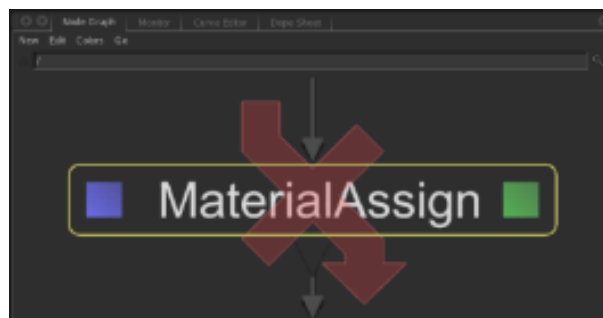 Node Graph Monitor Curve Editor Dope Sheet
New Edit Colors Go
/
MaterialAssign